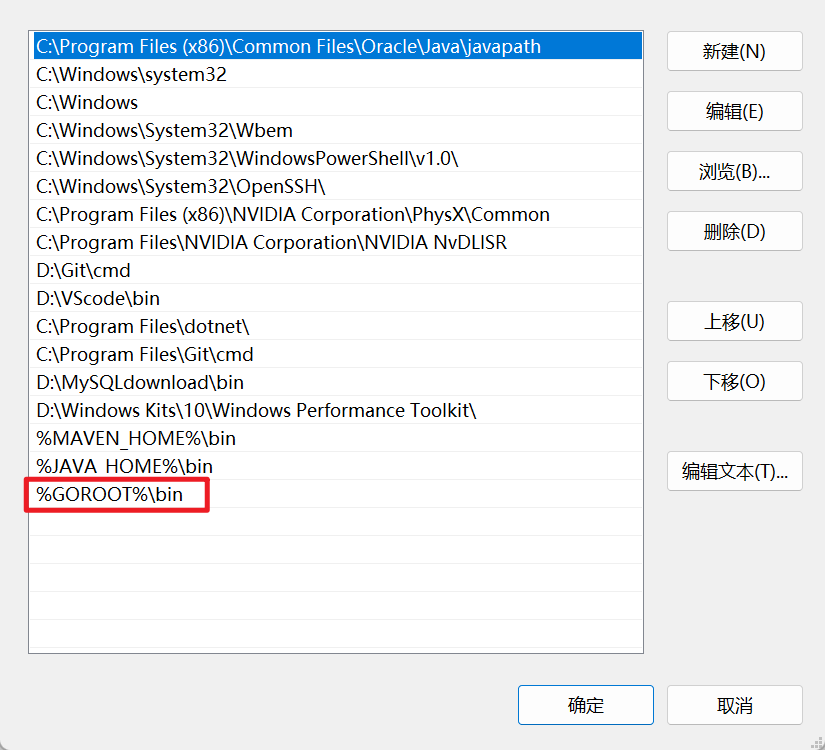 C:\Program Files (x86)\Common Files\Oracle\Java\javapath
C:\Windows\system32
C:\Windows
C:\Windows\System32\Wbem
C:\Windows\System32\WindowsPowerShell\v1.0\
C:\Windows\System32\OpenSSH\
C:\Program Files (x86)\NVIDIA Corporation\PhysX\Common
C:\Program Files\NVIDIA Corporation\NVIDIA NvDLISR
D:\Git\cmd
D:\VScode\bin
C:\Program Files\dotnet\
C:\Program Files\Git\cmd
D:\MySQLdownload\bin
D:\Windows Kits\10\Windows Performance Toolkit\
%MAVEN_HOME%\bin
%JAVA_HOME%\bin
%GOROOT%\bin
新建(N)
编辑(E)
浏览(B)...
删除(D)
上移(U)
下移(O)
编辑文本(T)...
确定
取消